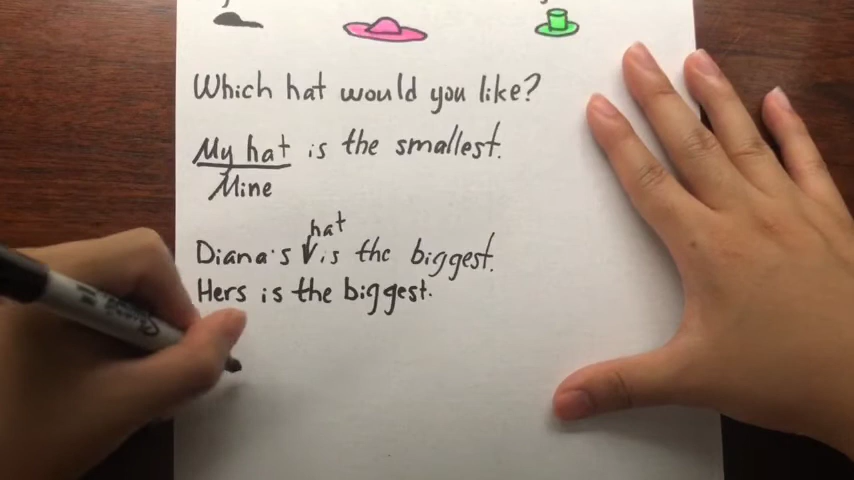 Which hat would you like?
My hat is the smallest.
Mine
hat
Diana's is the biggest.
Hers is the biggest.